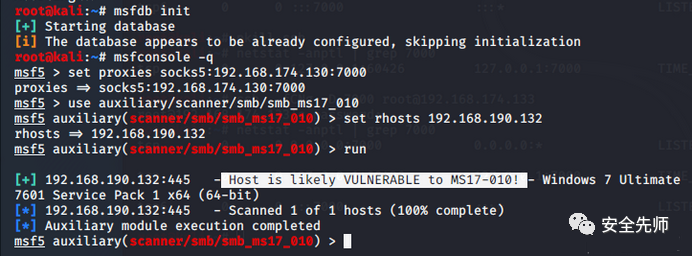 root@kali:~# msfdb init
[+] Starting database
[i] The database appears to be already configured, skipping initialization
root@kali:~# msfconsole -q
msf5 > set proxies socks5:192.168.174.130:7000
proxies => socks5:192.168.174.130:7000
msf5 > use auxiliary/scanner/smb/smb_ms17_010
msf5 auxiliary(scanner/smb/smb_ms17_010) > set rhosts 192.168.190.132
rhosts => 192.168.190.132
msf5 auxiliary(scanner/smb/smb_ms17_010) > run
[+] 192.168.190.132:445 - Host is likely VULNERABLE to MS17-010! - Windows 7 Ultimate
7601 Service Pack 1 x64 (64-bit)
[*] 192.168.190.132:445 - Scanned 1 of 1 hosts (100% complete)
[*] Auxiliary module execution completed
msf5 auxiliary(scanner/smb/smb_ms17_010) >
安全先师